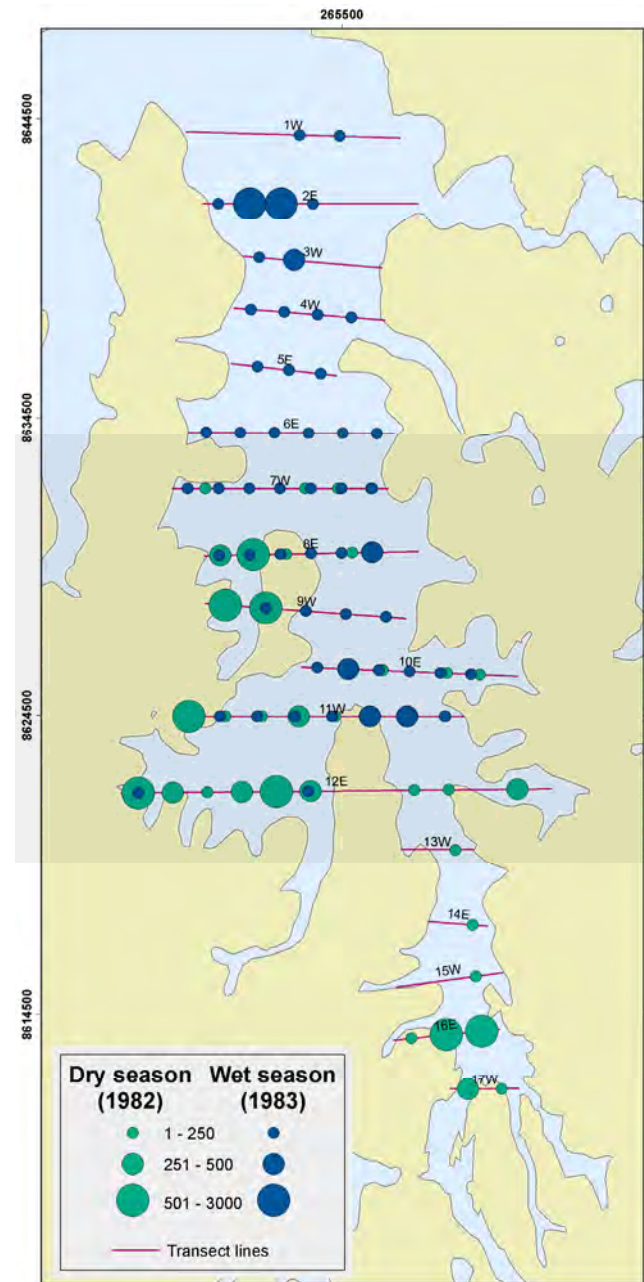 265500
8644500
1W
2E
3W
4W
5E
8634500
6E
7W
8E
9W
10E
8624500
11W
12E
13W
14E
15W
8614500
16E
17W
Dry season Wet season
(1982) (1983)
1 - 250
251 - 500
501 - 3000
Transect lines